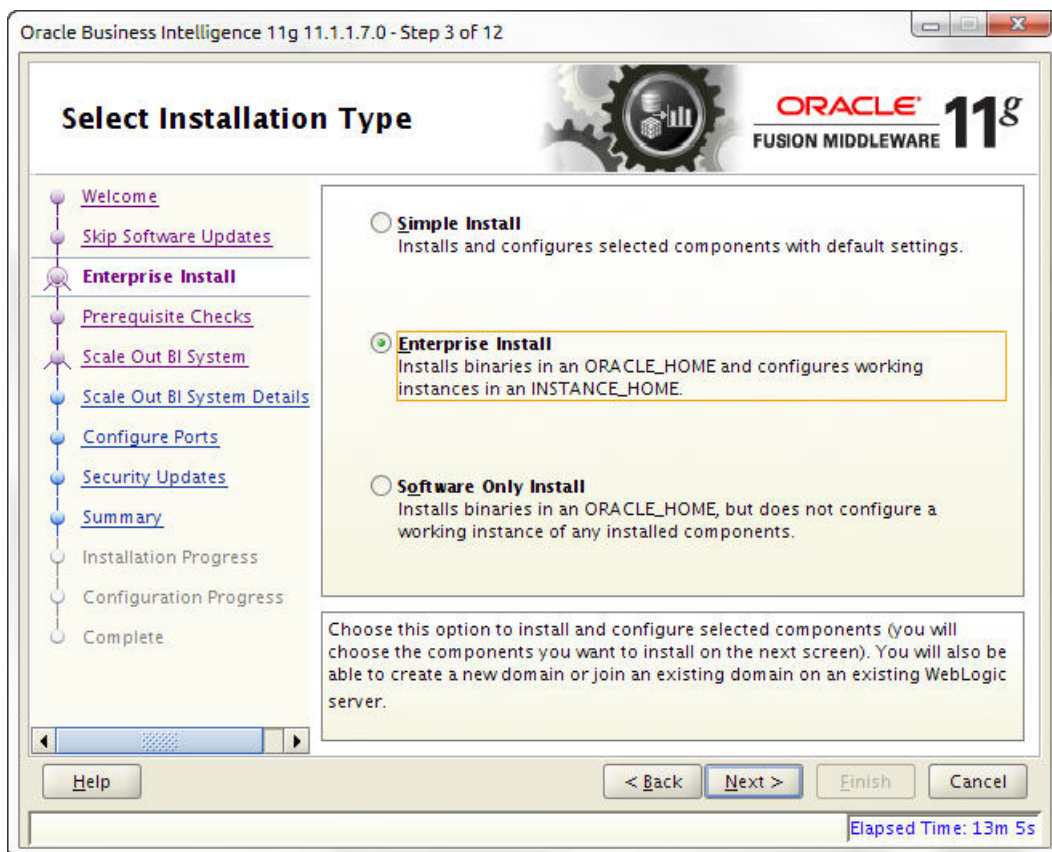 Oracle Business Intelligence 11g 11.1.1.7.0 - Step 3 of 12
Select Installation Type
ORACLE
FUSION MIDDLEWARE
11g
Welcome
Skip Software Updates
Enterprise Install
Prerequisite Checks
Scale Out BI System
Scale Out BI System Details
Configure Ports
Security Updates
Summary
Installation Progress
Configuration Progress
Complete
Simple Install
Installs and configures selected components with default settings.
Enterprise Install
Installs binaries in an ORACLE_HOME and configures working
instances in an INSTANCE_HOME.
Software Only Install
Installs binaries in an ORACLE_HOME, but does not configure a
working instance of any installed components.
Choose this option to install and configure selected components (you will
choose the components you want to install on the next screen). You will also be
able to create a new domain or join an existing domain on an existing WebLogic
server.
Help
< Back
Next >
Finish
Cancel
Elapsed Time: 13m 5s